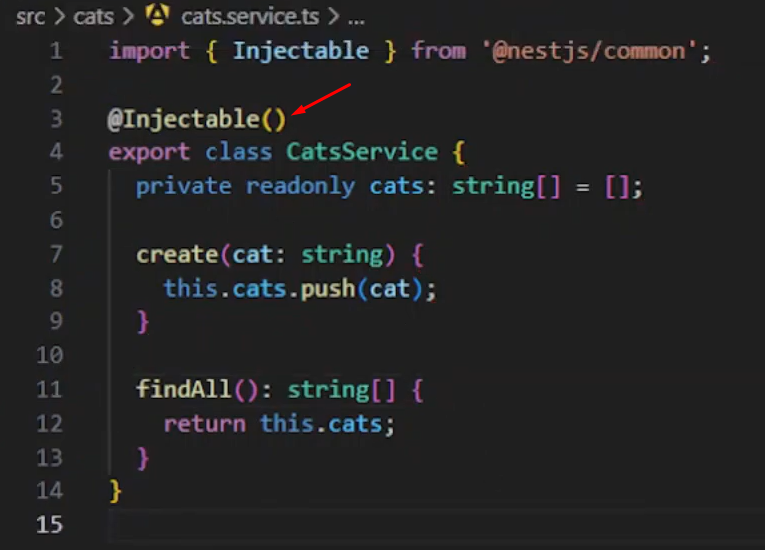 src > cats > cats.service.ts > ...
1 import { Injectable } from '@nestjs/common';
2
3 @Injectable()
4 export class CatsService {
5   private readonly cats: string[] = [];
6
7   create(cat: string) {
8     this.cats.push(cat);
9   }
10
11   findAll(): string[] {
12     return this.cats;
13   }
14 }
15